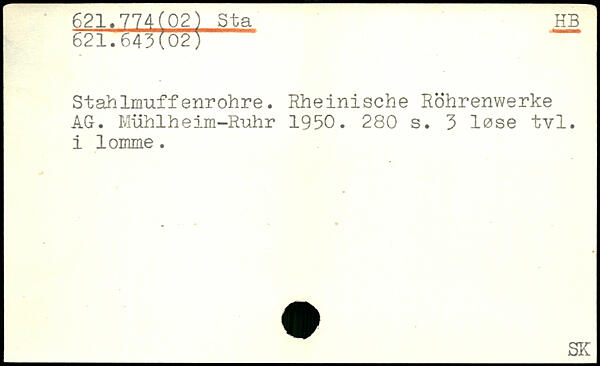 621.774(02) Sta HB
621.643(02)
Stahlmuffenrohre. Rheinische Röhrenwerke
AG. Mühlheim-Ruhr 1950. 280 s. 3 løse tvl.
i lomme.
SK